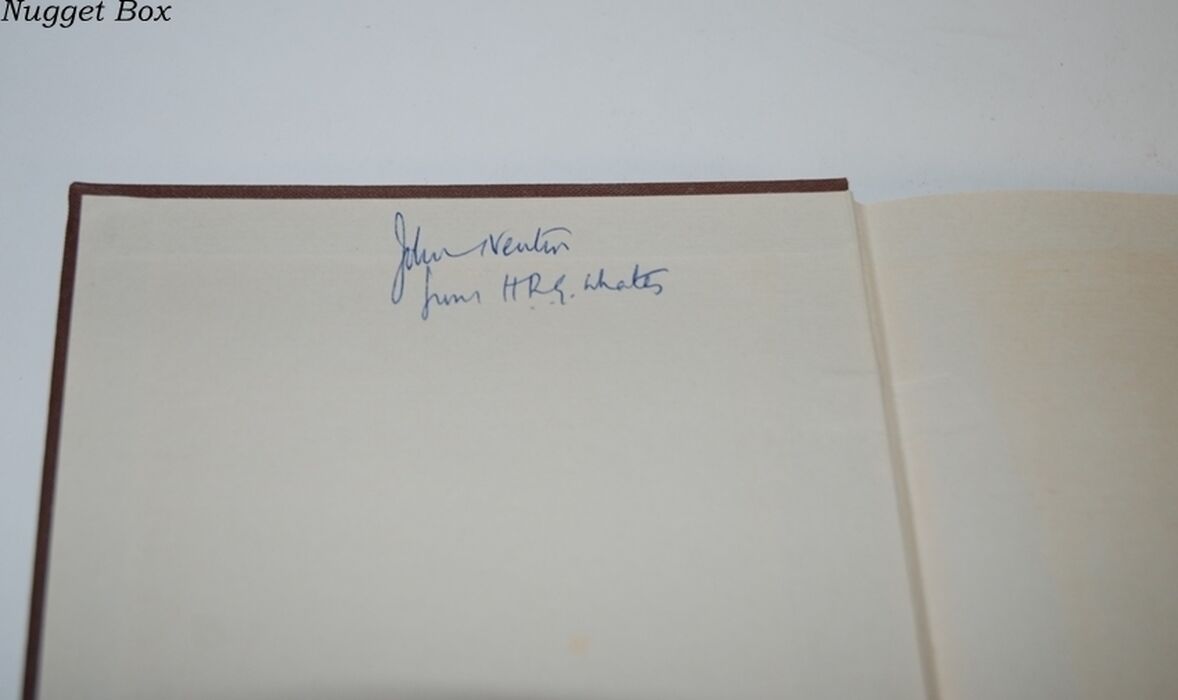 Nugget Box
John Newton
from H.R.G. Whates